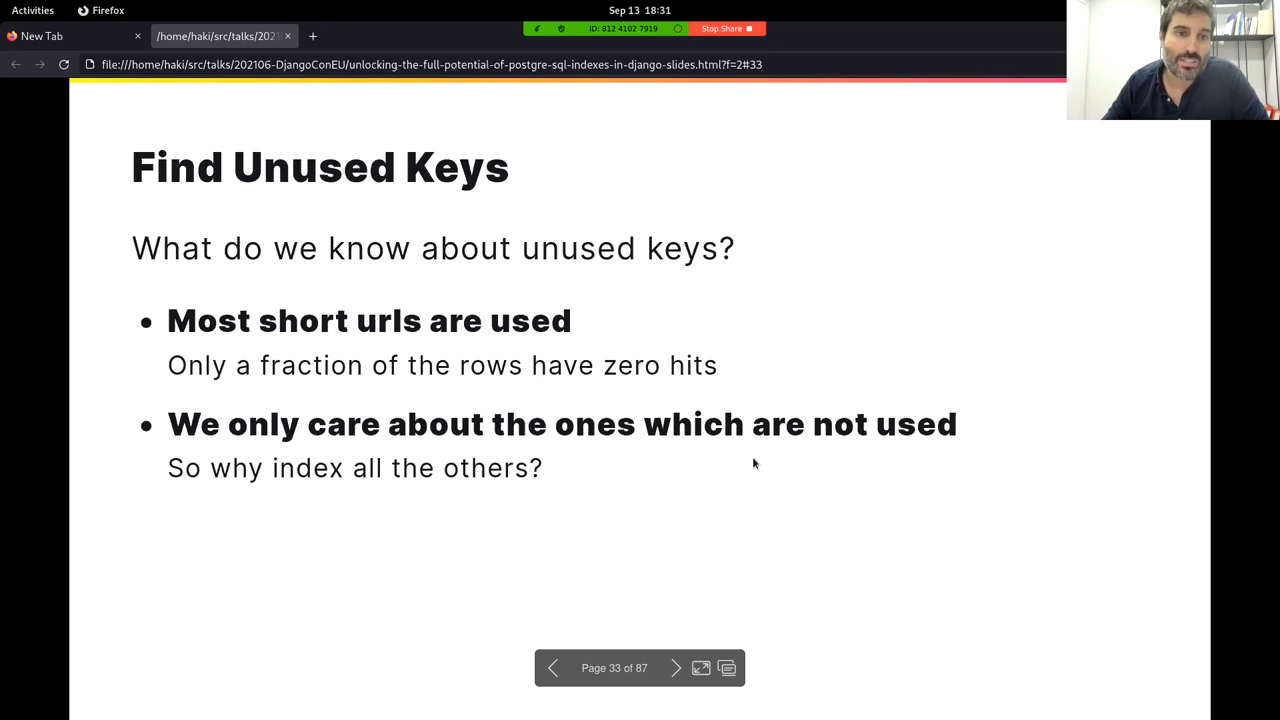 Activities
Firefox
Sep 13 18:31
New Tab
/home/haki/src/talks/2021
ID: 812 4102 7919
Stop Share
file:///home/haki/src/talks/202106-DjangoConEU/unlocking-the-full-potential-of-postgre-sql-indexes-in-django-slides.html?f=2#33
Find Unused Keys
What do we know about unused keys?
• Most short urls are used
Only a fraction of the rows have zero hits
• We only care about the ones which are not used
So why index all the others?
Page 33 of 87